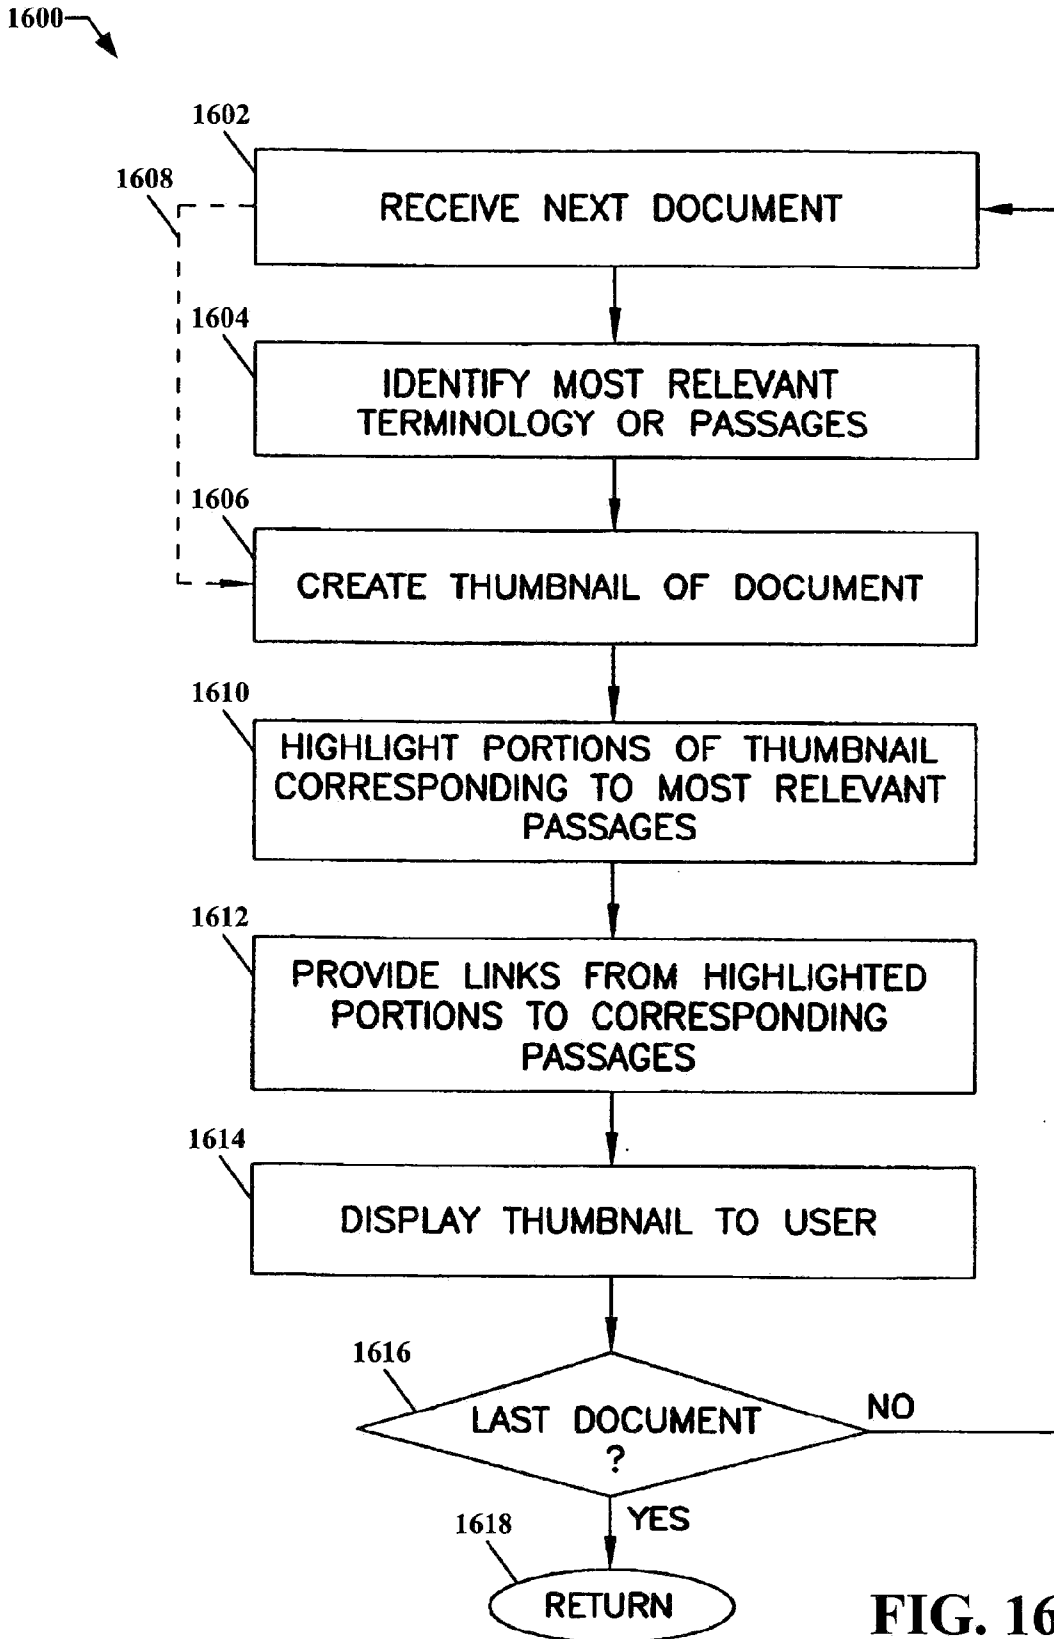 1600
1602
1608
RECEIVE NEXT DOCUMENT
1604
IDENTIFY MOST RELEVANT
TERMINOLOGY OR PASSAGES
1606
CREATE THUMBNAIL OF DOCUMENT
1610
HIGHLIGHT PORTIONS OF THUMBNAIL
CORRESPONDING TO MOST RELEVANT
PASSAGES
1612
PROVIDE LINKS FROM HIGHLIGHTED
PORTIONS TO CORRESPONDING
PASSAGES
1614
DISPLAY THUMBNAIL TO USER
1616
LAST DOCUMENT
?
NO
YES
1618
RETURN
FIG. 16